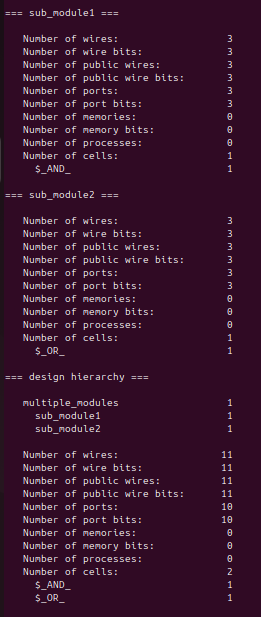 === sub_module1 ===
Number of wires: 3
Number of wire bits: 3
Number of public wires: 3
Number of public wire bits: 3
Number of ports: 3
Number of port bits: 3
Number of memories: 0
Number of memory bits: 0
Number of processes: 0
Number of cells: 1
$_AND_ 1
=== sub_module2 ===
Number of wires: 3
Number of wire bits: 3
Number of public wires: 3
Number of public wire bits: 3
Number of ports: 3
Number of port bits: 3
Number of memories: 0
Number of memory bits: 0
Number of processes: 0
Number of cells: 1
$_OR_ 1
=== design hierarchy ===
multiple_modules 1
sub_module1 1
sub_module2 1
Number of wires: 11
Number of wire bits: 11
Number of public wires: 11
Number of public wire bits: 11
Number of ports: 10
Number of port bits: 10
Number of memories: 0
Number of memory bits: 0
Number of processes: 0
Number of cells: 2
$_AND_ 1
$_OR_ 1